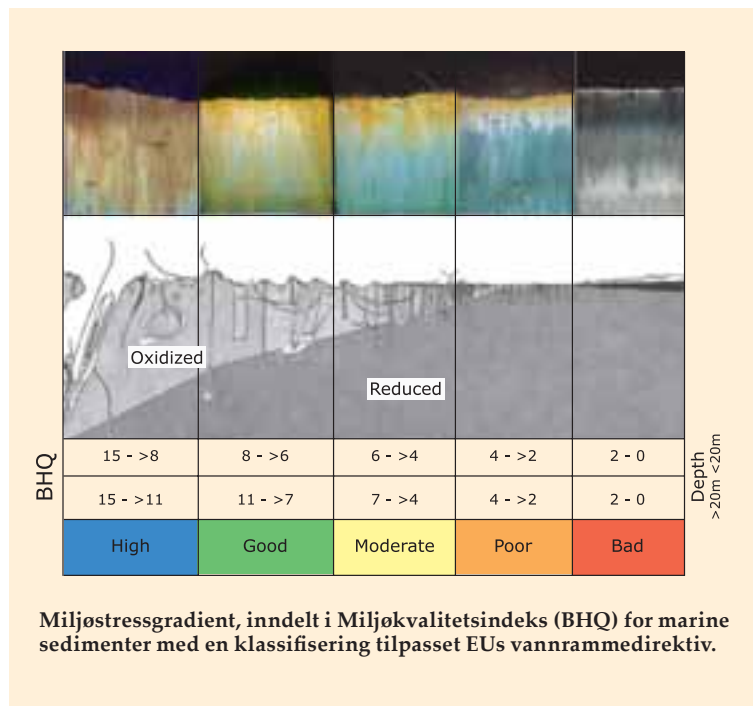 Oxidized
Reduced
BHQ
15 - >8 8 - >6 6 - >4 4 - >2 2 - 0
15 - >11 11 - >7 7 - >4 4 - >2 2 - 0
Depth
>20m <20m
High Good Moderate Poor Bad
Miljøstressgradient, inndelt i Miljøkvalitetsindeks (BHQ) for marine
sedimenter med en klassifisering tilpasset EUs vannrammedirektiv.